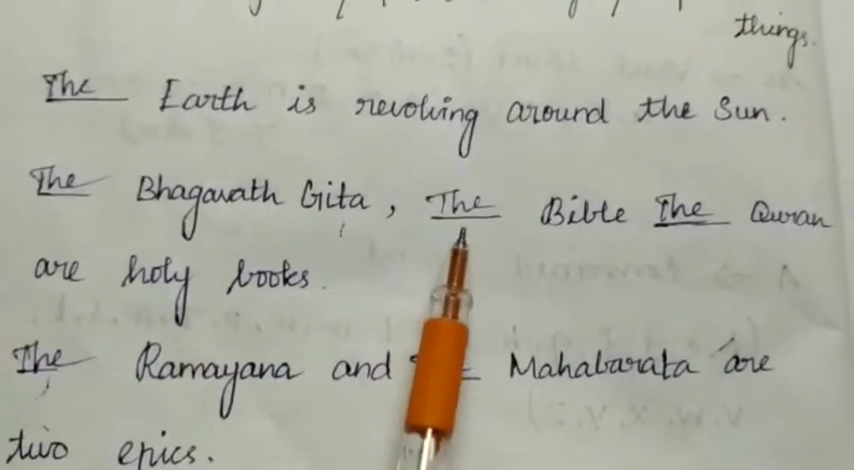 things.
The Earth is revolving around the Sun.
The Bhagavath Gita, The Bible The Quran
are holy books.
The Ramayana and Mahabarata are
two epics.